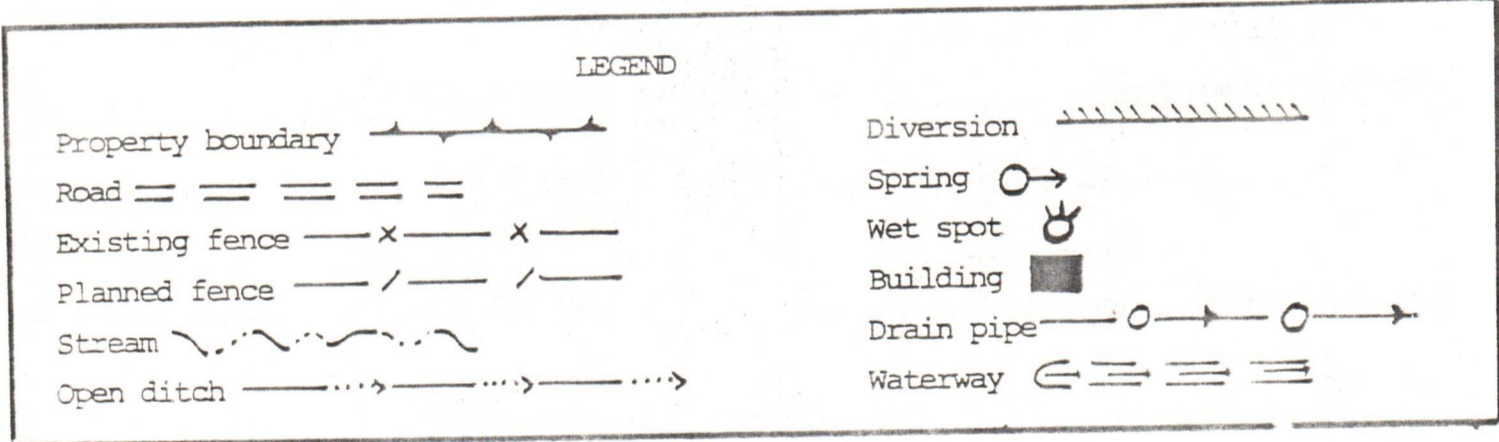 LEGEND
Property boundary
Road
Existing fence
Planned fence
Stream
Open ditch
Diversion
Spring
Wet spot
Building
Drain pipe
Waterway